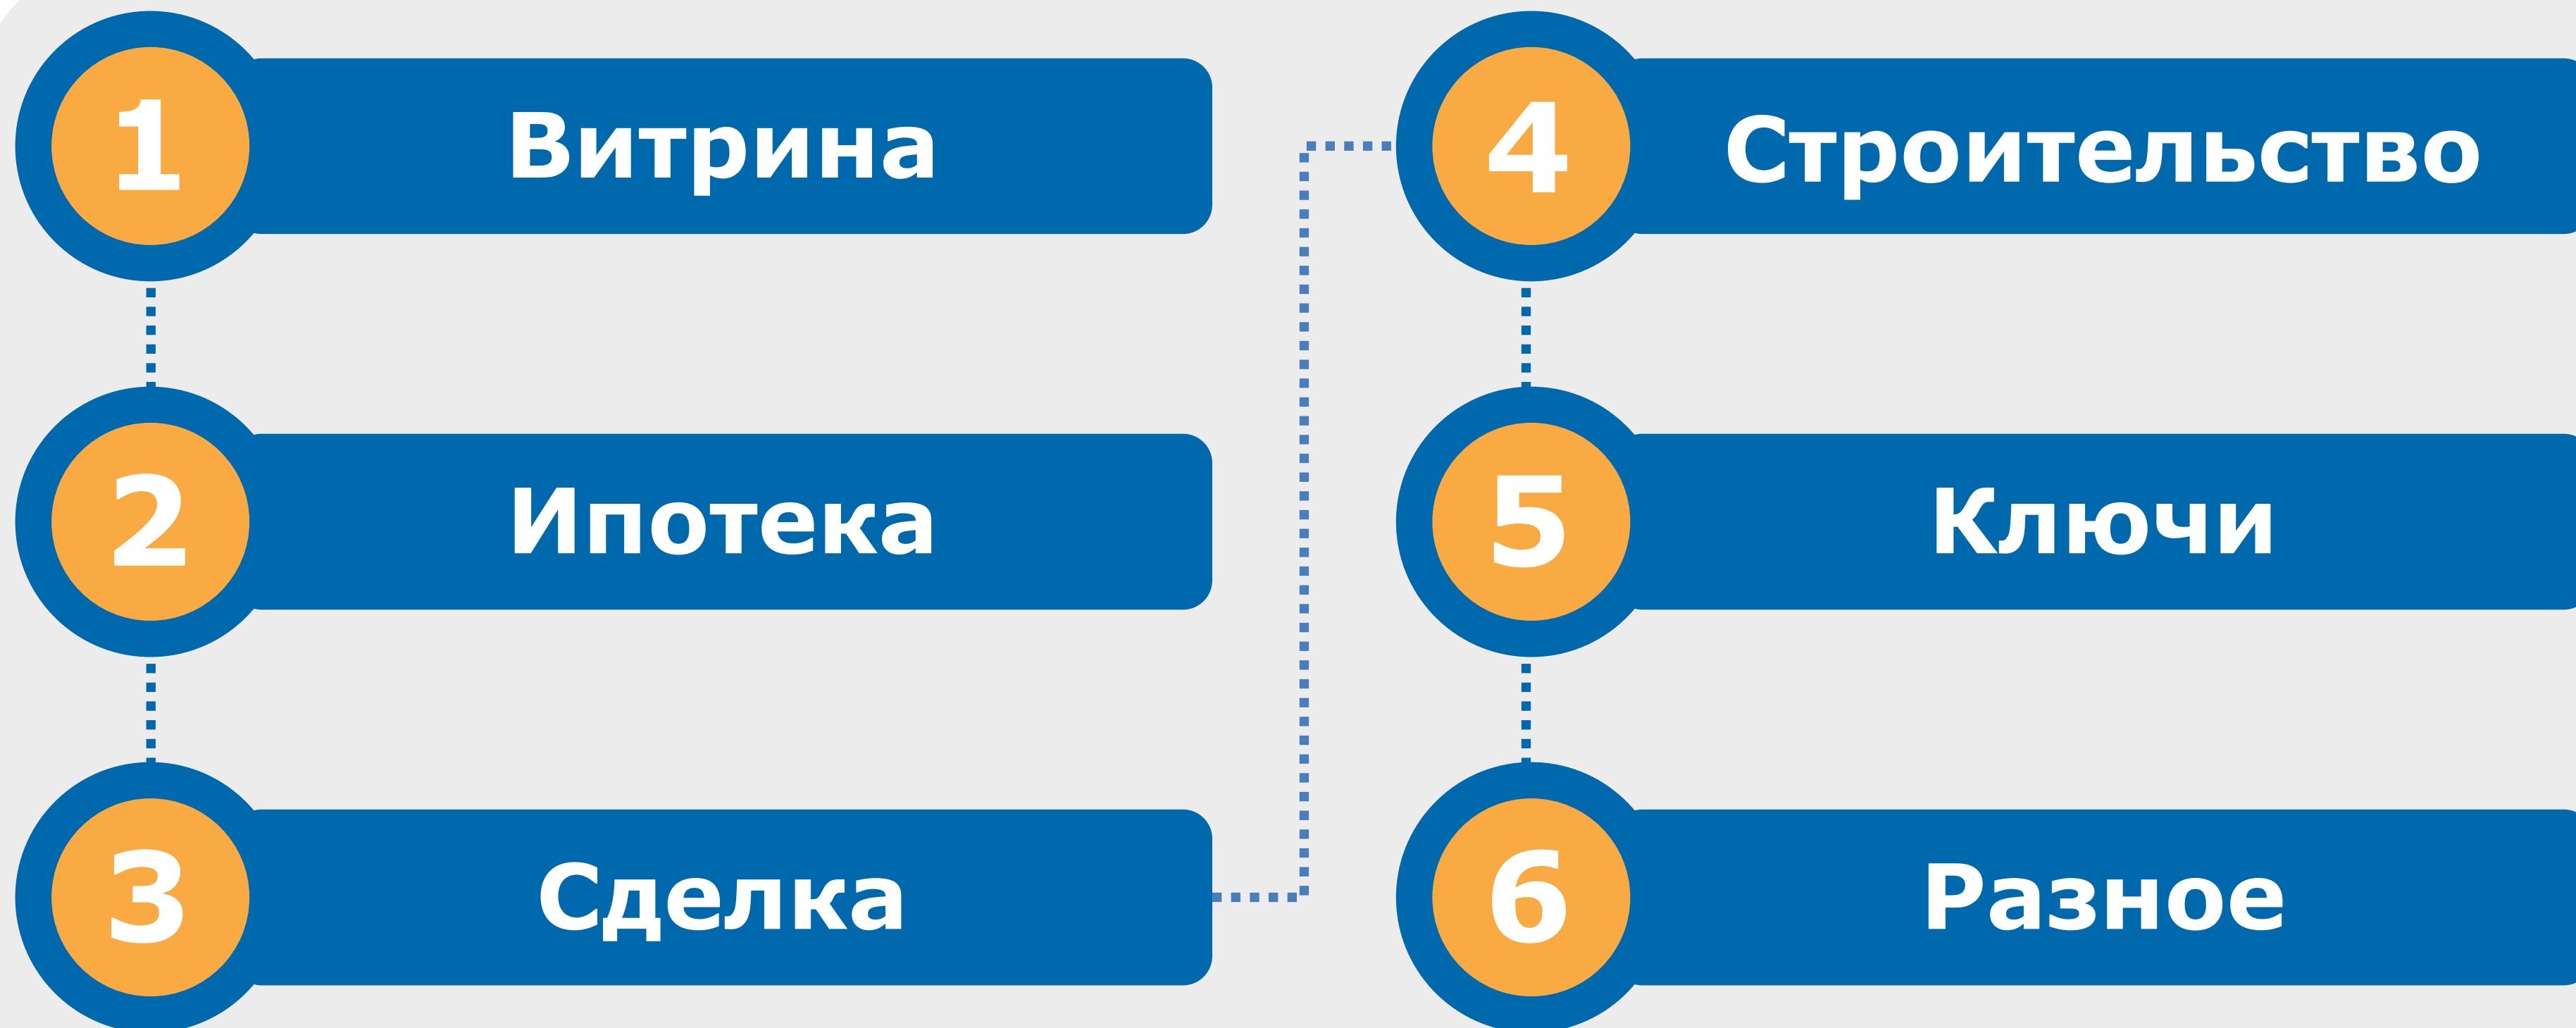 1
Витрина
2
Ипотека
3
Сделка
4
Строительство
5
Ключи
6
Разное